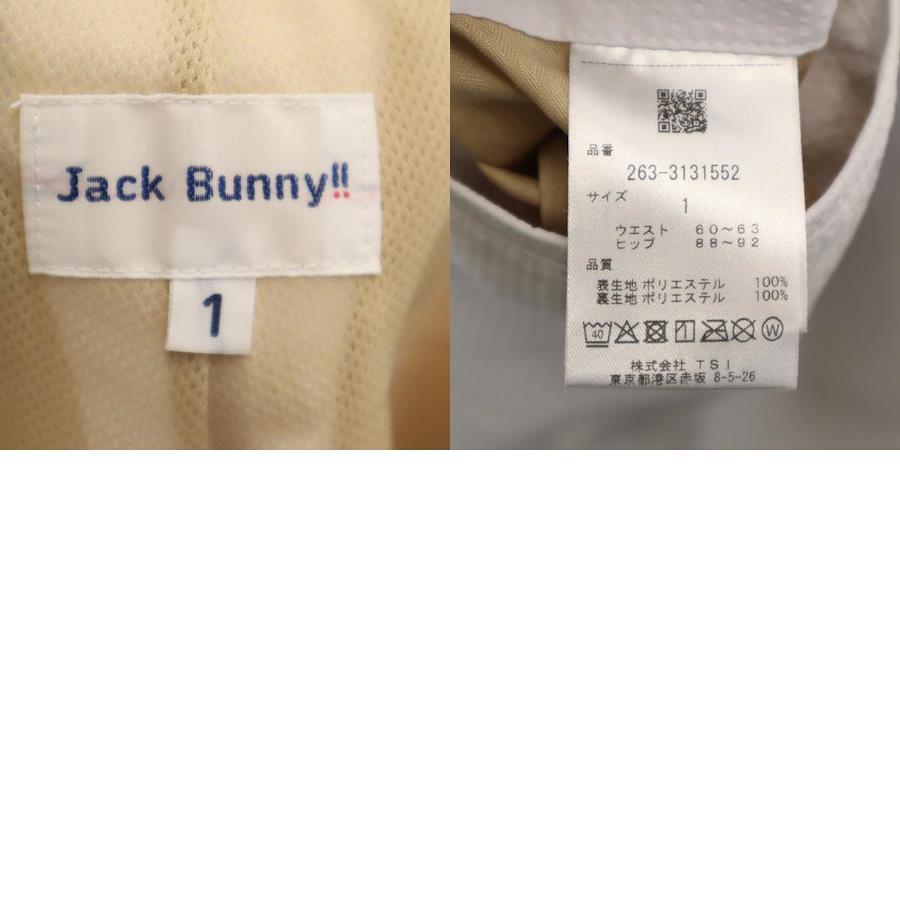 Jack Bunny!!
1
品番
263-3131552
サイズ
1
ウエスト 60〜63
ヒップ 88〜92
品質
表生地 ポリエステル 100%
裏生地 ポリエステル 100%
40 W
株式会社 TSI
東京都港区赤坂 8-5-26